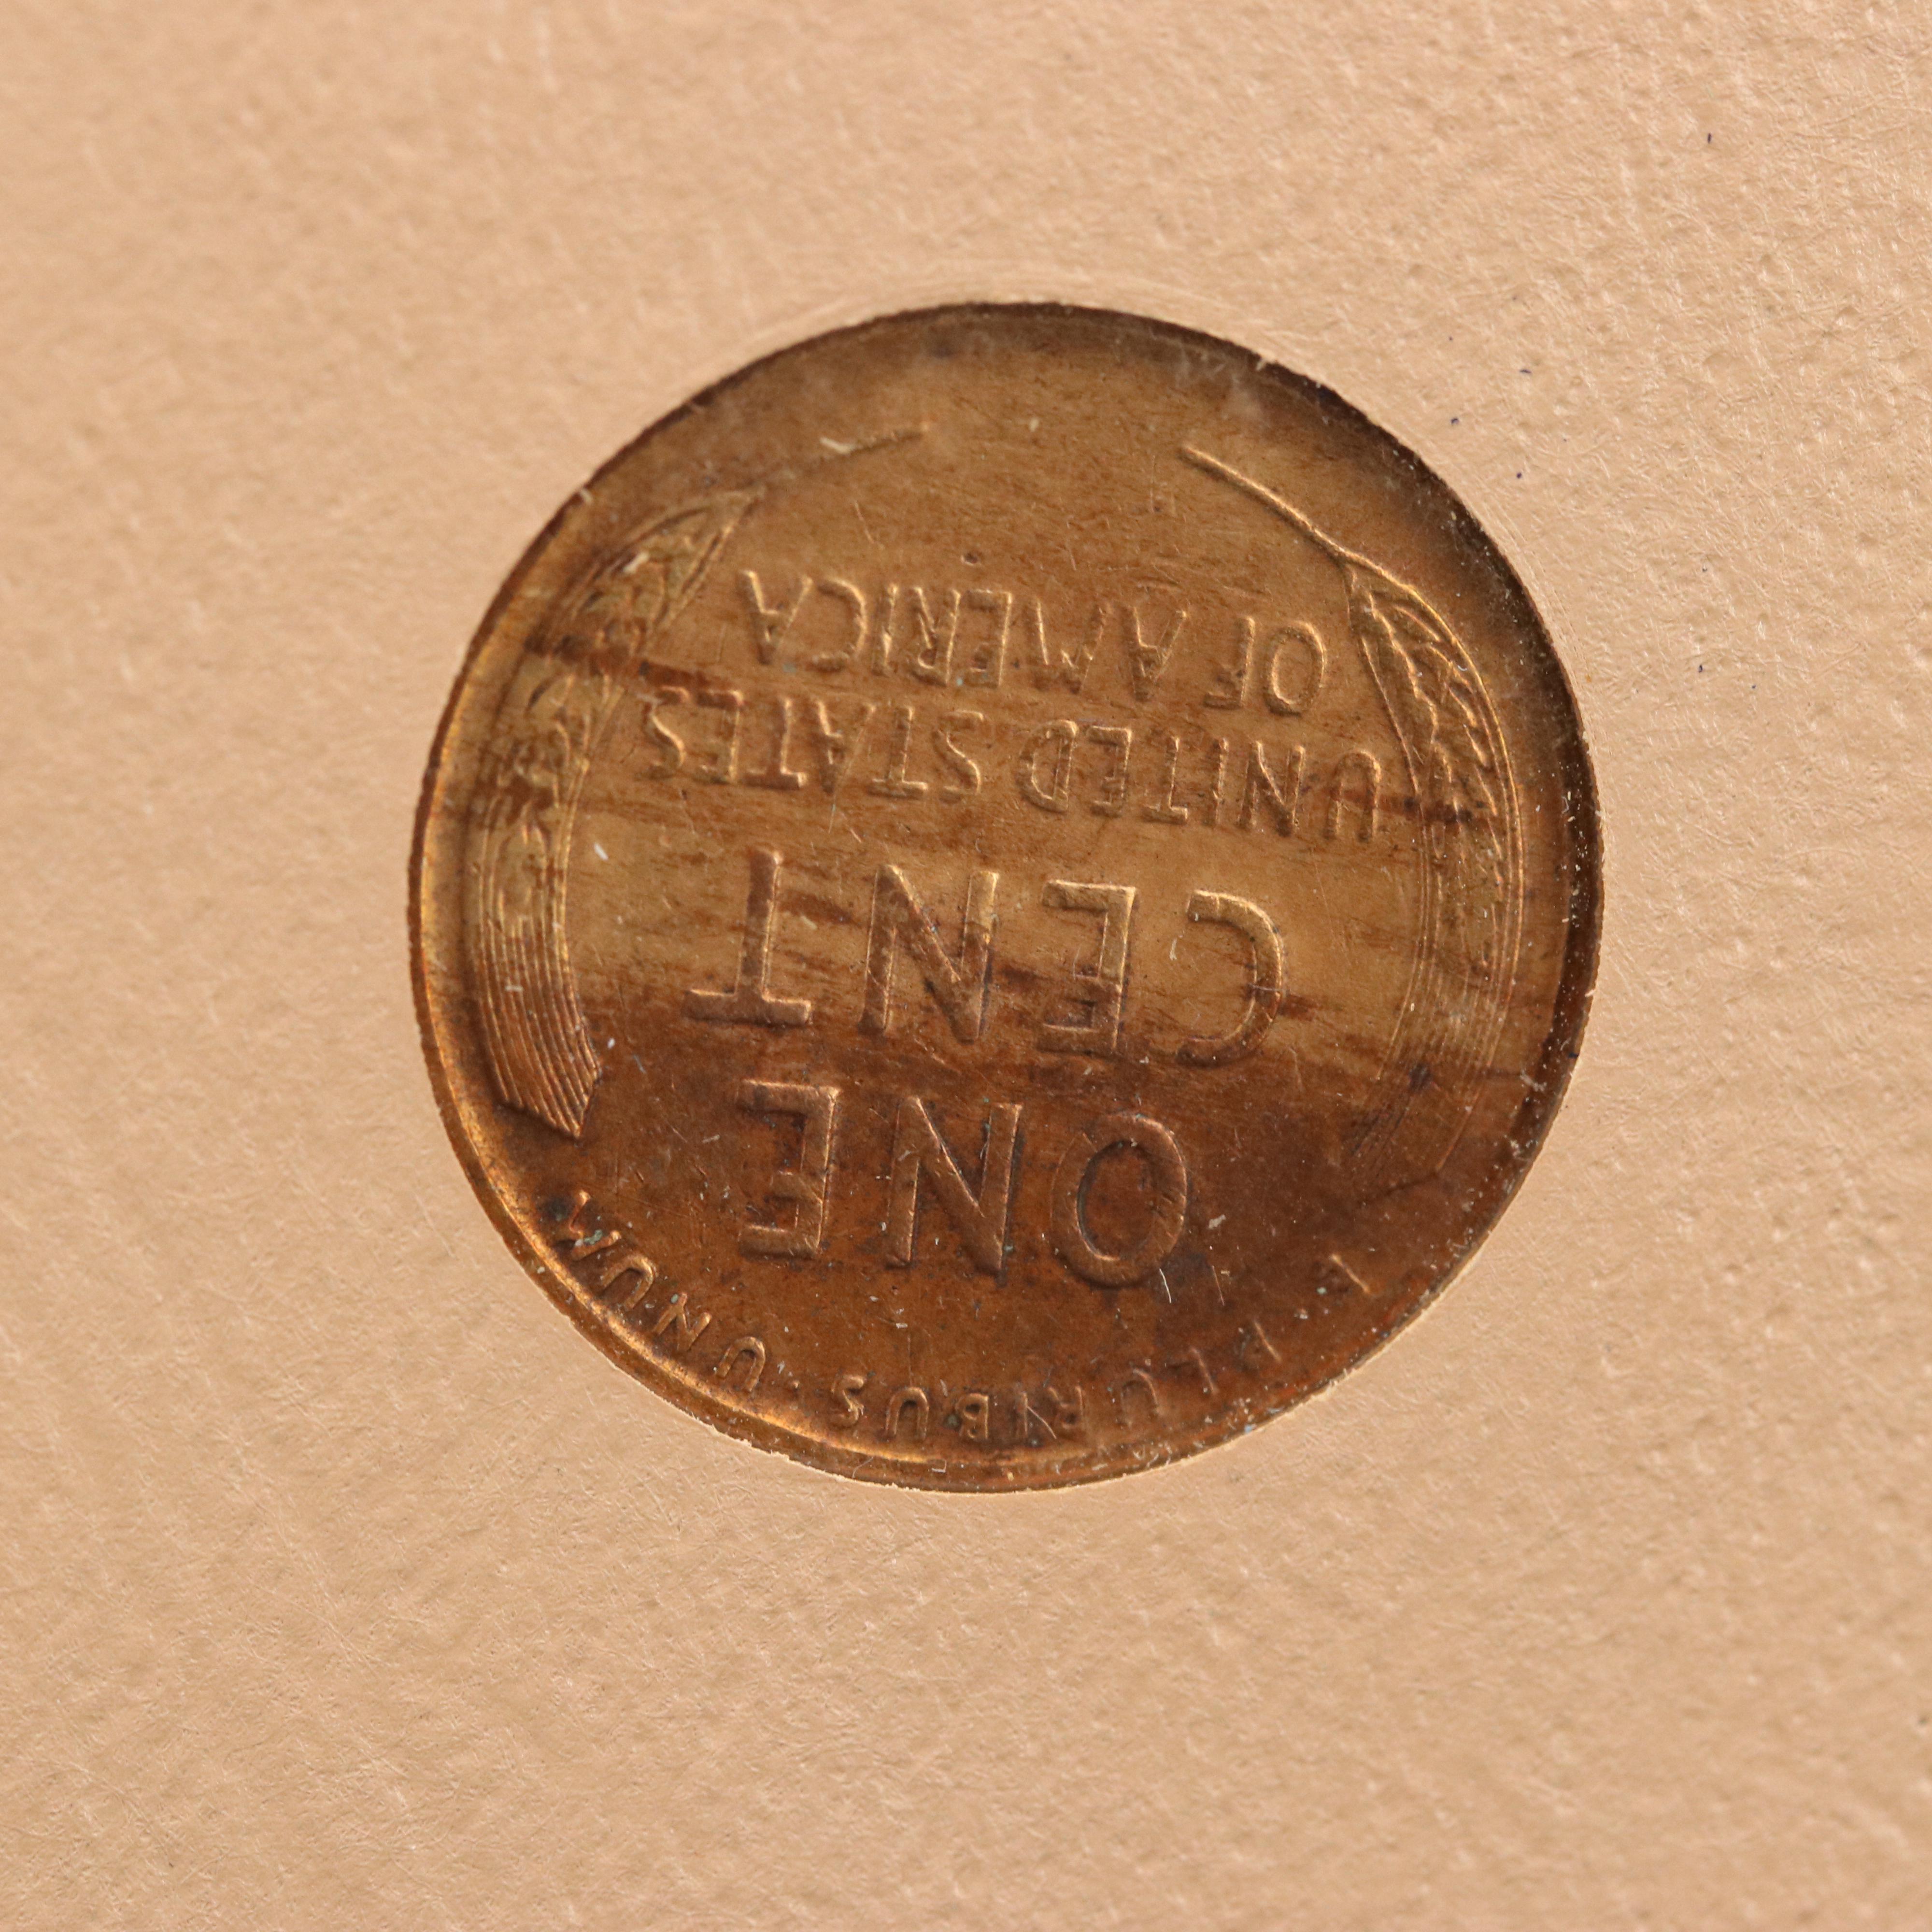 E PLURIBUS · UNUM
ONE
CENT
UNITED STATES
OF AMERICA